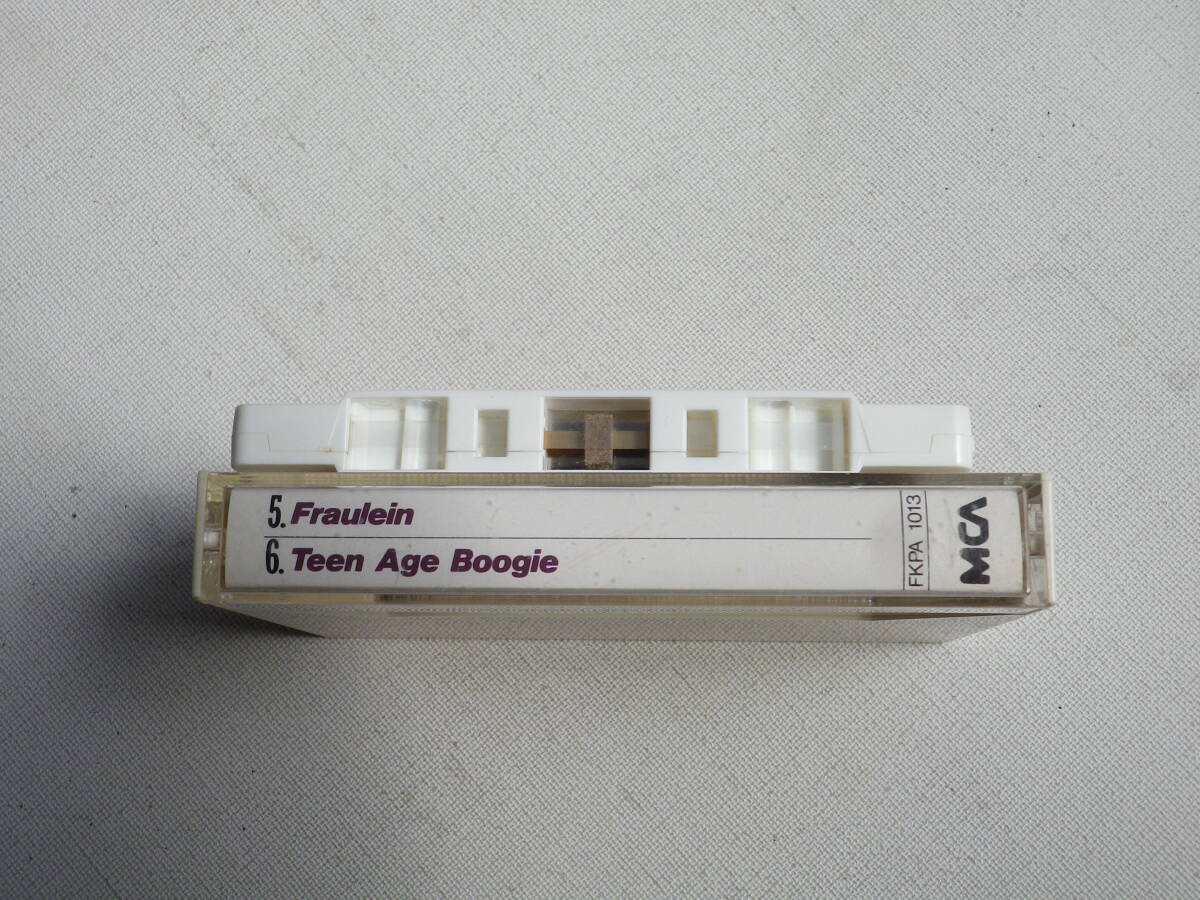 5. Fraulein
6. Teen Age Boogie
FKPA 1013
MCA